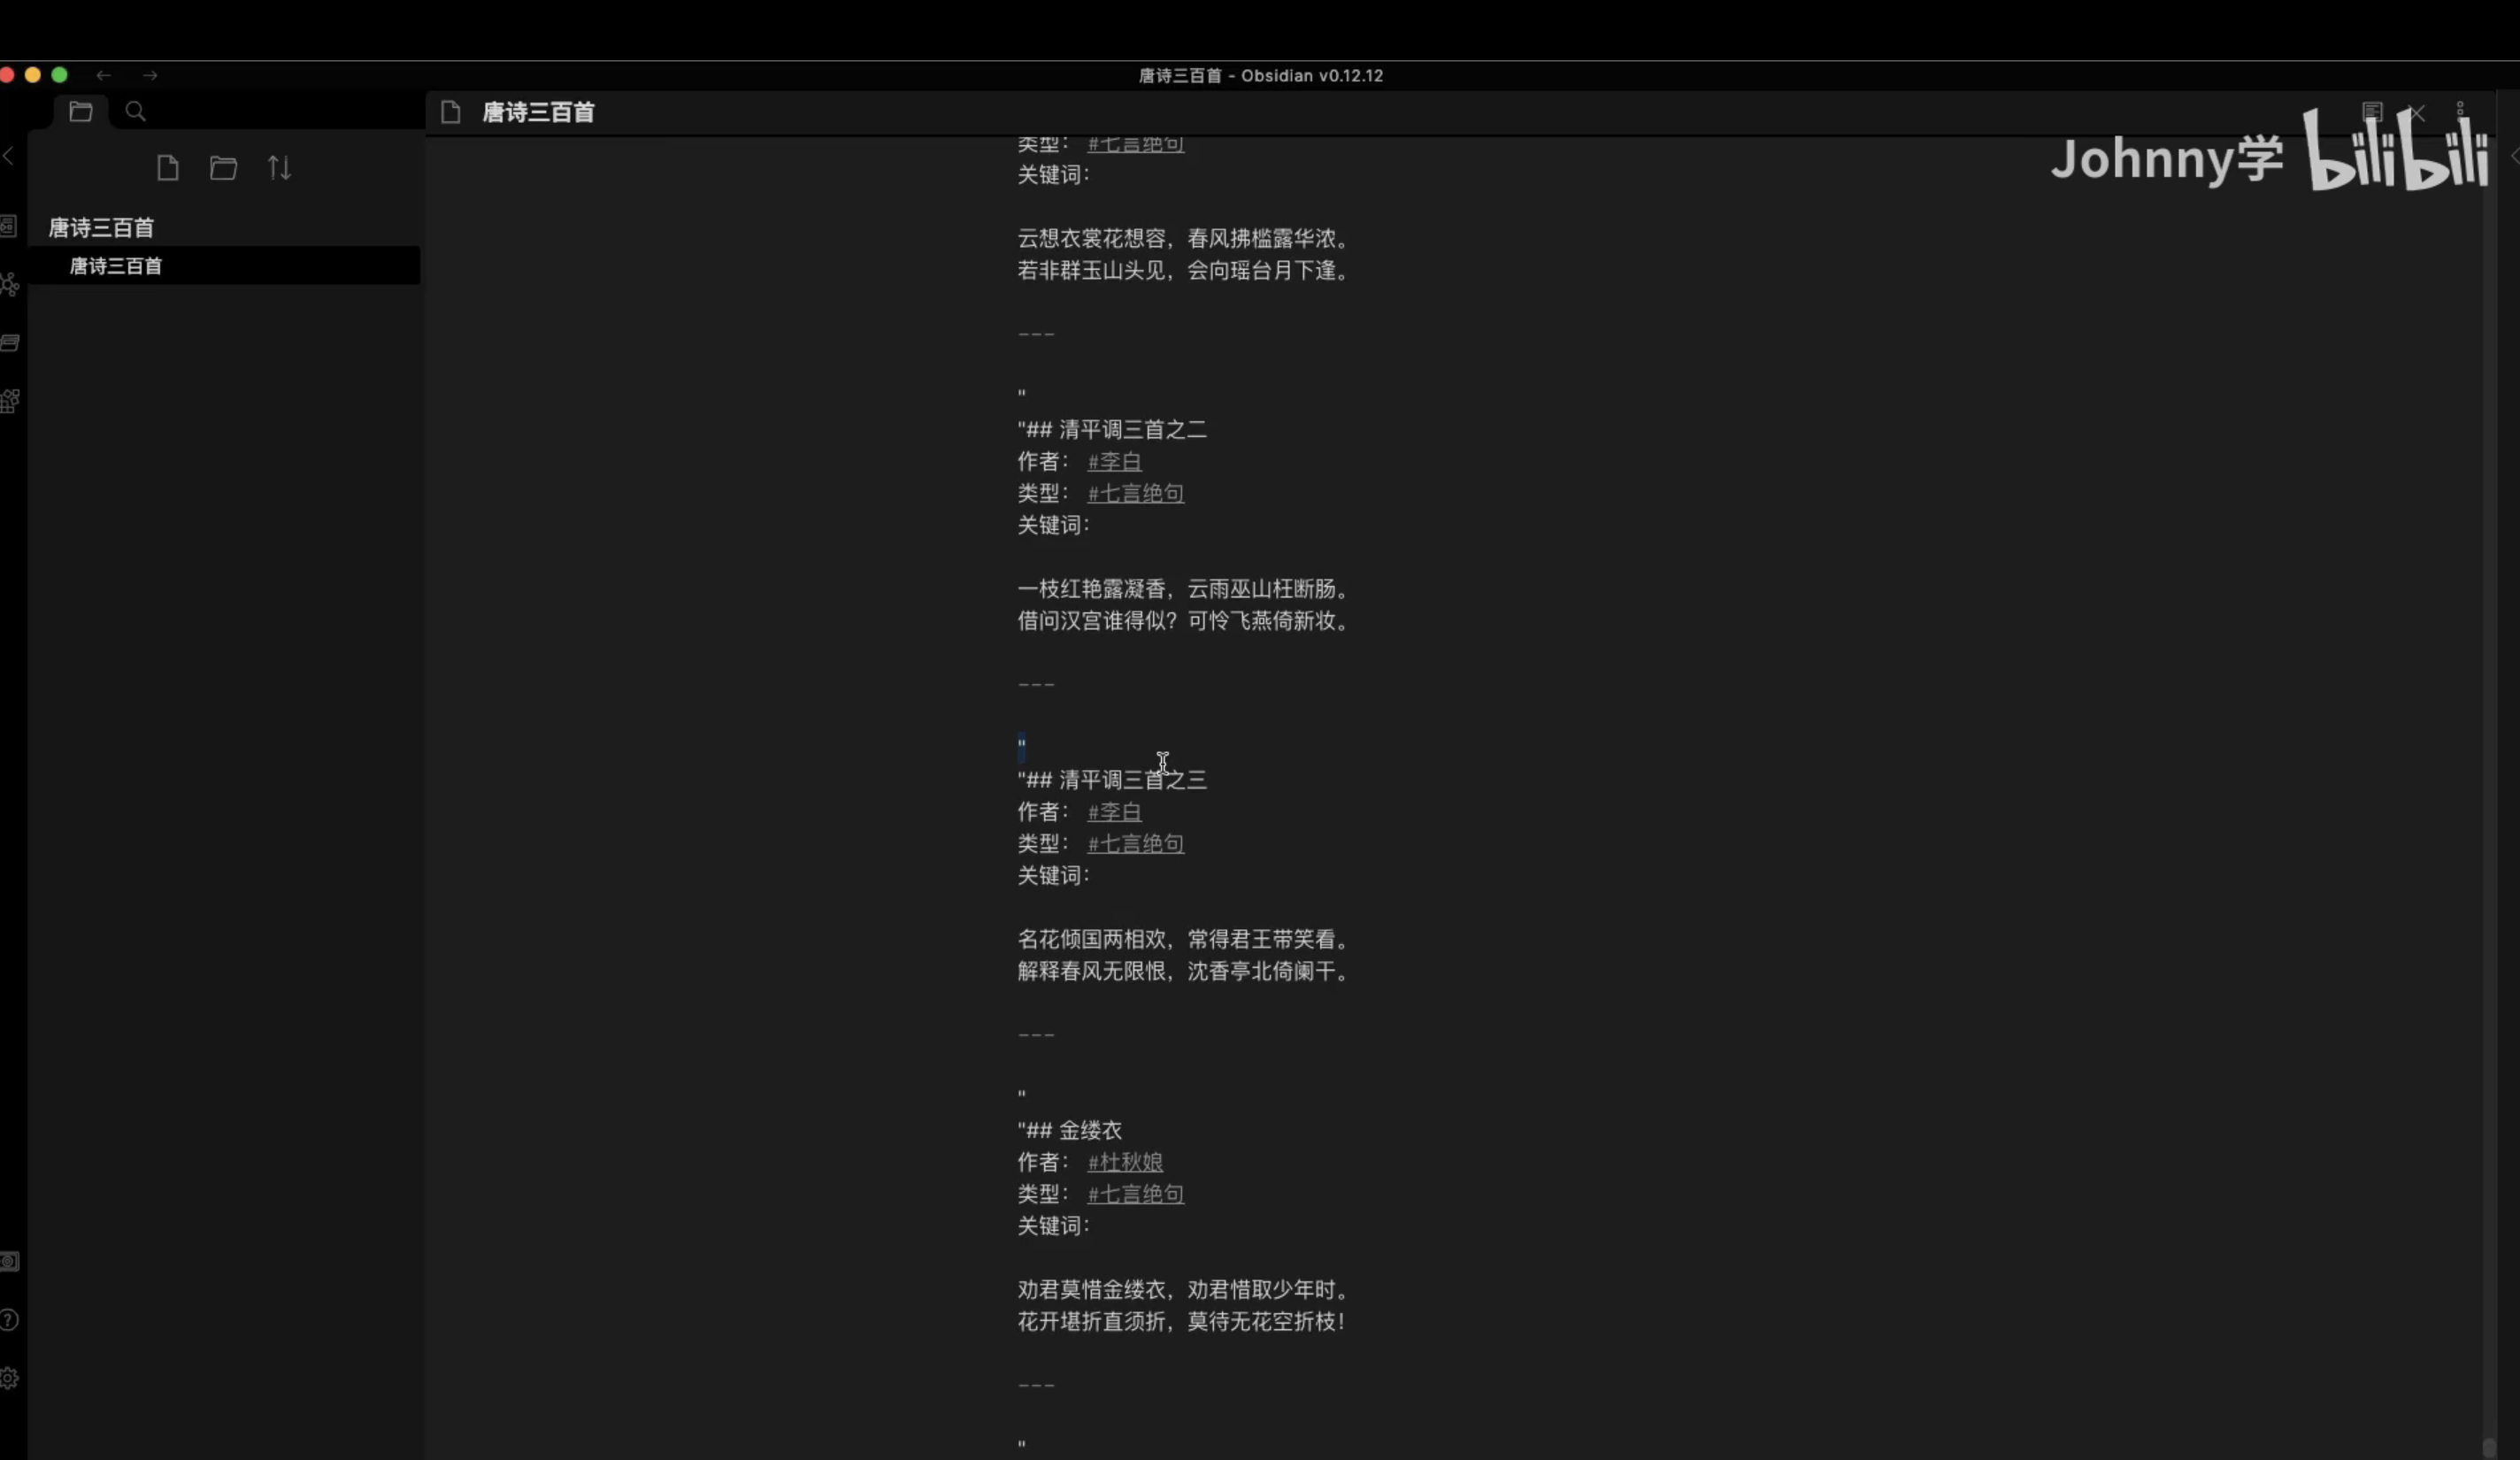 唐诗三百首 - Obsidian v0.12.12
唐诗三百首
Johnny学 bilibili
唐诗三百首
唐诗三百首
类型： #七言绝句
关键词：
云想衣裳花想容，春风拂槛露华浓。
若非群玉山头见，会向瑶台月下逢。
---
"
"## 清平调三首之二
作者： #李白
类型： #七言绝句
关键词：
一枝红艳露凝香，云雨巫山枉断肠。
借问汉宫谁得似？可怜飞燕倚新妆。
---
"
"## 清平调三首之三
作者： #李白
类型： #七言绝句
关键词：
名花倾国两相欢，常得君王带笑看。
解释春风无限恨，沈香亭北倚阑干。
---
"
"## 金缕衣
作者： #杜秋娘
类型： #七言绝句
关键词：
劝君莫惜金缕衣，劝君惜取少年时。
花开堪折直须折，莫待无花空折枝！
---
"